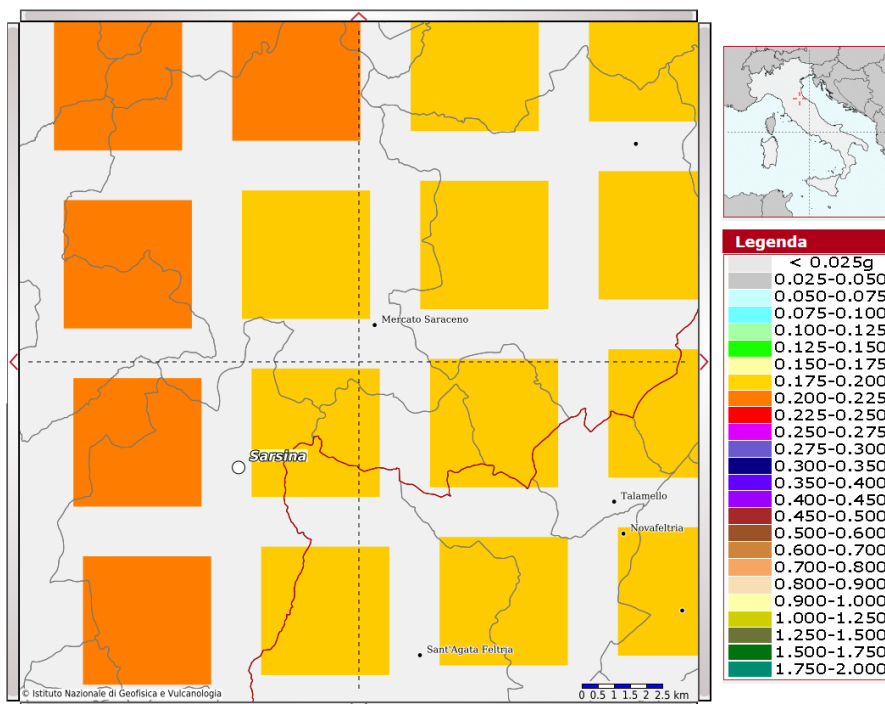 Mercato Saraceno
Sarsina
Talamello
Novafeltria
Sant'Agata Feltria
© Istituto Nazionale di Geofisica e Vulcanologia
0 0.5 1 1.5 2 2.5 km
Legenda
< 0.025g
0.025-0.050
0.050-0.075
0.075-0.100
0.100-0.125
0.125-0.150
0.150-0.175
0.175-0.200
0.200-0.225
0.225-0.250
0.250-0.275
0.275-0.300
0.300-0.350
0.350-0.400
0.400-0.450
0.450-0.500
0.500-0.600
0.600-0.700
0.700-0.800
0.800-0.900
0.900-1.000
1.000-1.250
1.250-1.500
1.500-1.750
1.750-2.000